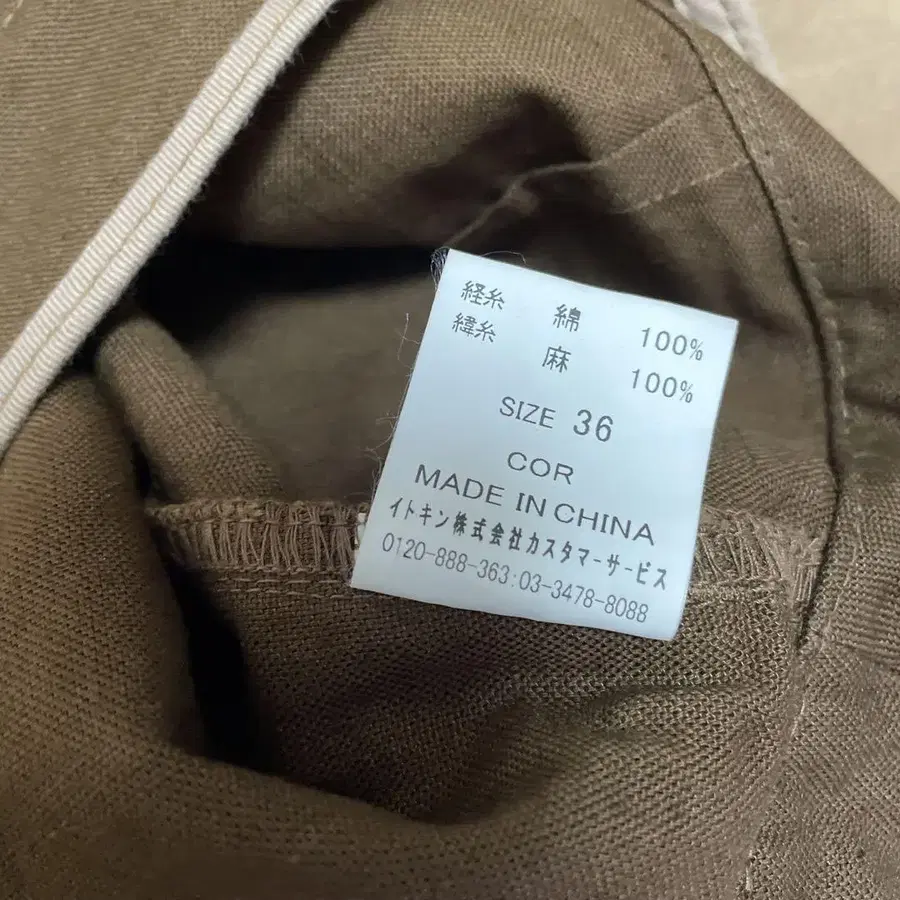 経糸 綿 100%
緯糸 麻 100%
SIZE 36
COR
MADE IN CHINA
イトキン株式会社カスタマーサービス
0120-888-363:03-3478-8088